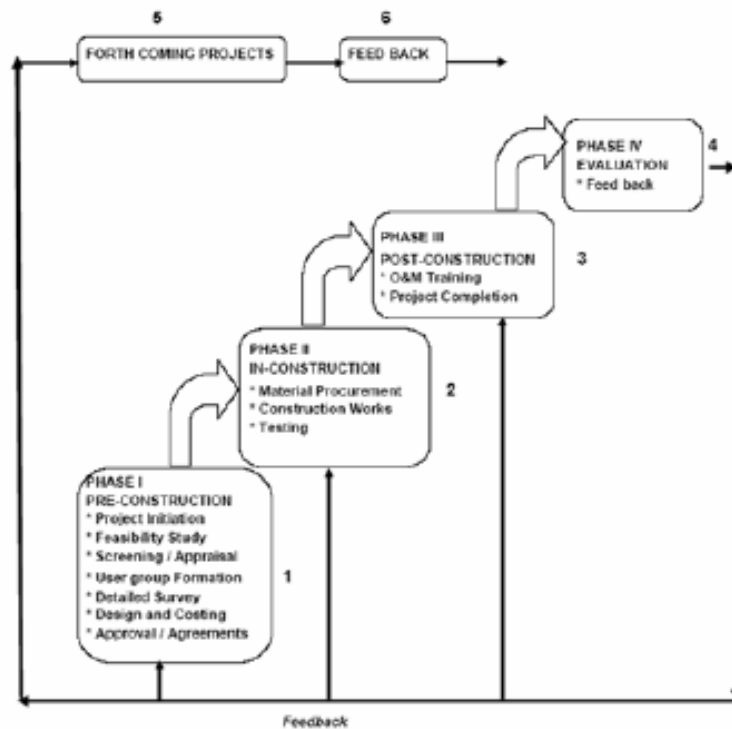 5
6
FORTH COMING PROJECTS
FEED BACK
PHASE IV
EVALUATION
* Feed back
4
PHASE III
POST-CONSTRUCTION
* O&M Training
* Project Completion
3
PHASE II
IN-CONSTRUCTION
* Material Procurement
* Construction Works
* Testing
2
PHASE I
PRE-CONSTRUCTION
* Project Initiation
* Feasibility Study
* Screening / Appraisal
* User group Formation
* Detailed Survey
* Design and Costing
* Approval / Agreements
1
Feedback